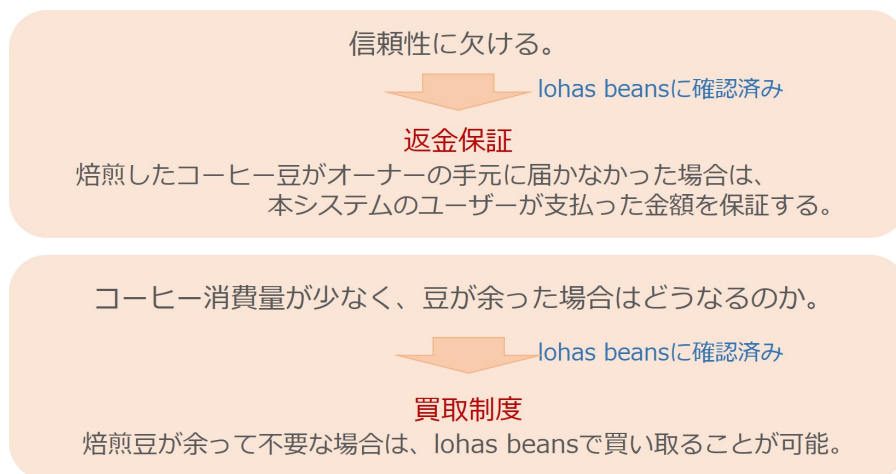 信頼性に欠ける。
lohas beansに確認済み
返金保証
焙煎したコーヒー豆がオーナーの手元に届かなかった場合は、
本システムのユーザーが支払った金額を保証する。
コーヒー消費量が少なく、豆が余った場合はどうなるのか。
lohas beansに確認済み
買取制度
焙煎豆が余って不要な場合は、lohas beansで買い取ることが可能。